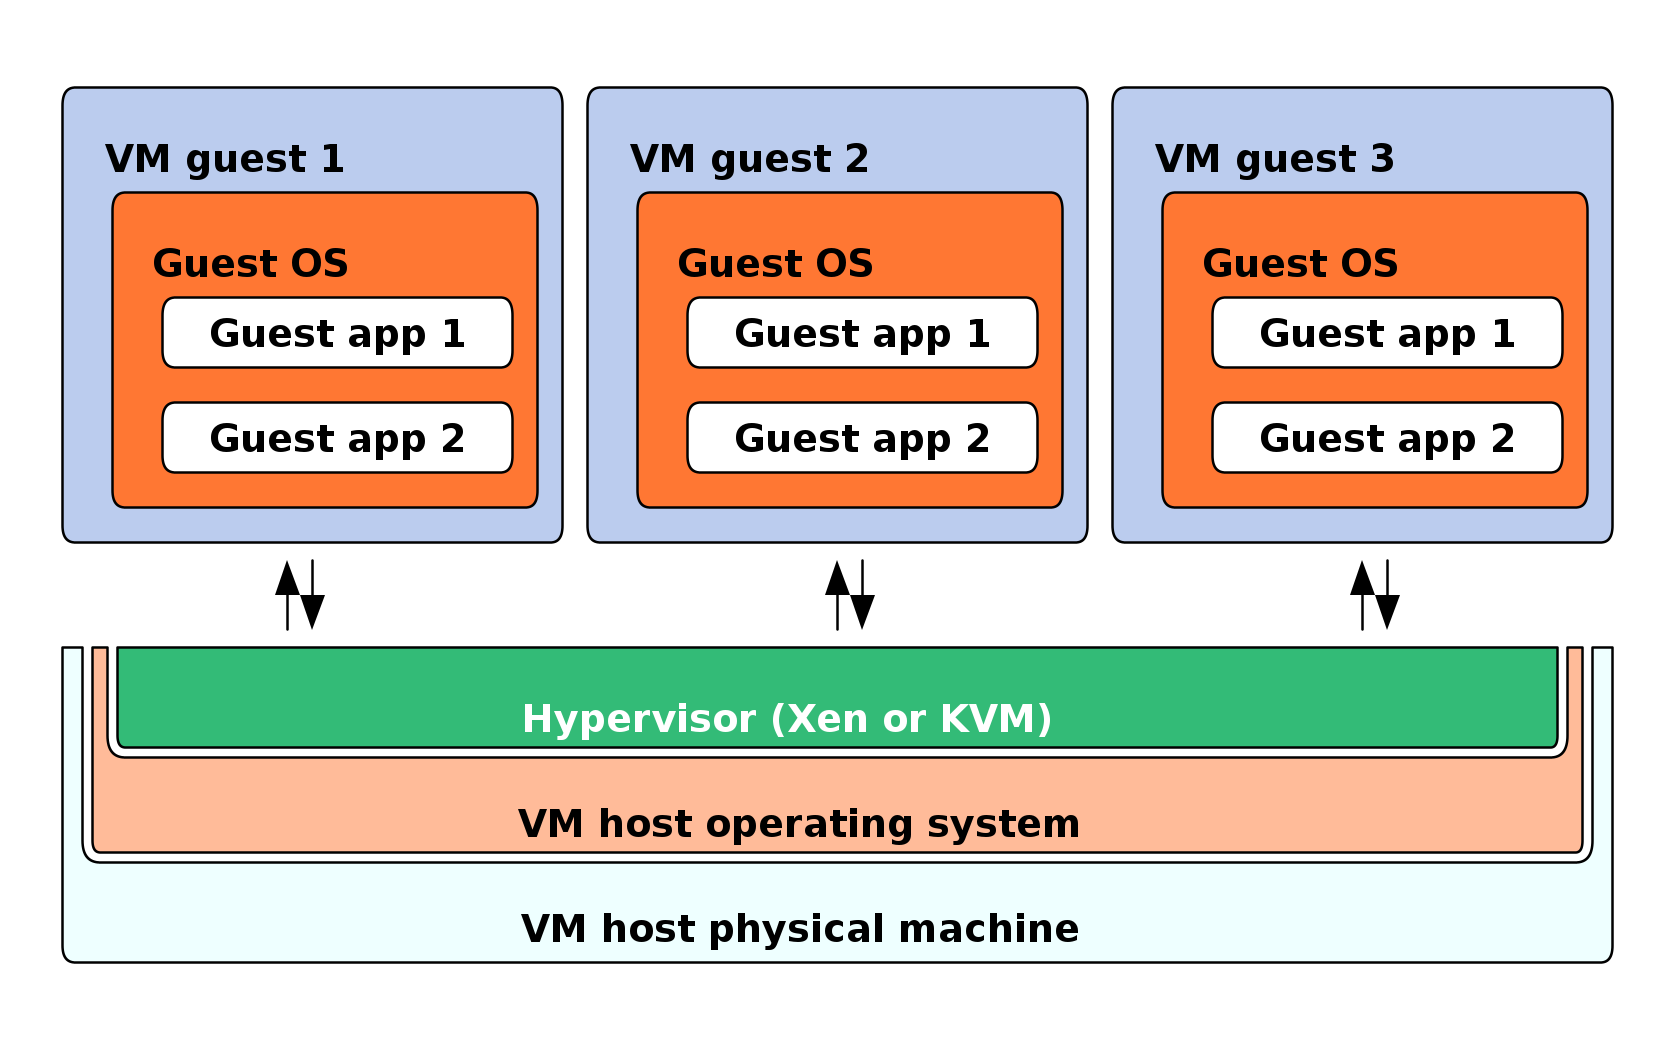 VM guest 1
Guest OS
Guest app 1
Guest app 2
VM guest 2
Guest OS
Guest app 1
Guest app 2
VM guest 3
Guest OS
Guest app 1
Guest app 2
Hypervisor (Xen or KVM)
VM host operating system
VM host physical machine